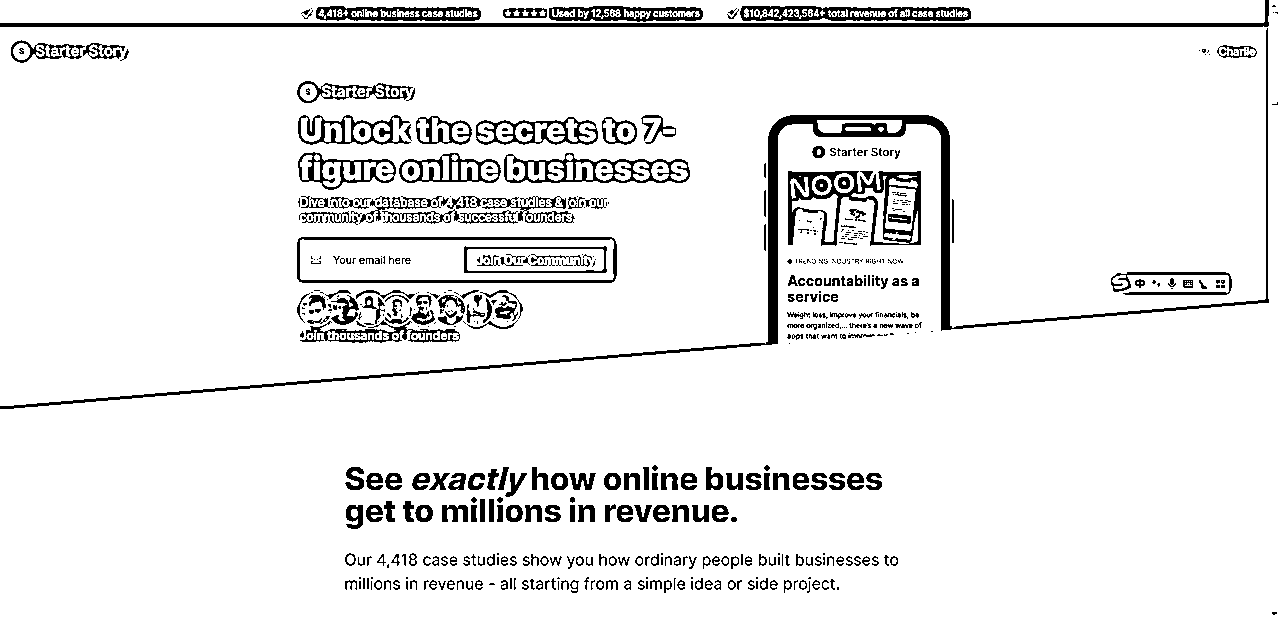 4,418+ online business case studies
Used by 12,568 happy customers
$10,842,423,584+ total revenue of all case studies
Starter Story
Charlie
Starter Story
Unlock the secrets to 7-
figure online businesses
Dive into our database of 4,418 case studies & join our
community of thousands of successful founders
Your email here
Join Our Community
Join thousands of founders
Starter Story
NOOM
TRENDING INDUSTRY RIGHT NOW
Accountability as a
service
Weight loss, improve your financials, be
more organized,... there's a new wave of
apps that want to improve our
中
See exactly how online businesses
get to millions in revenue.
Our 4,418 case studies show you how ordinary people built businesses to
millions in revenue - all starting from a simple idea or side project.